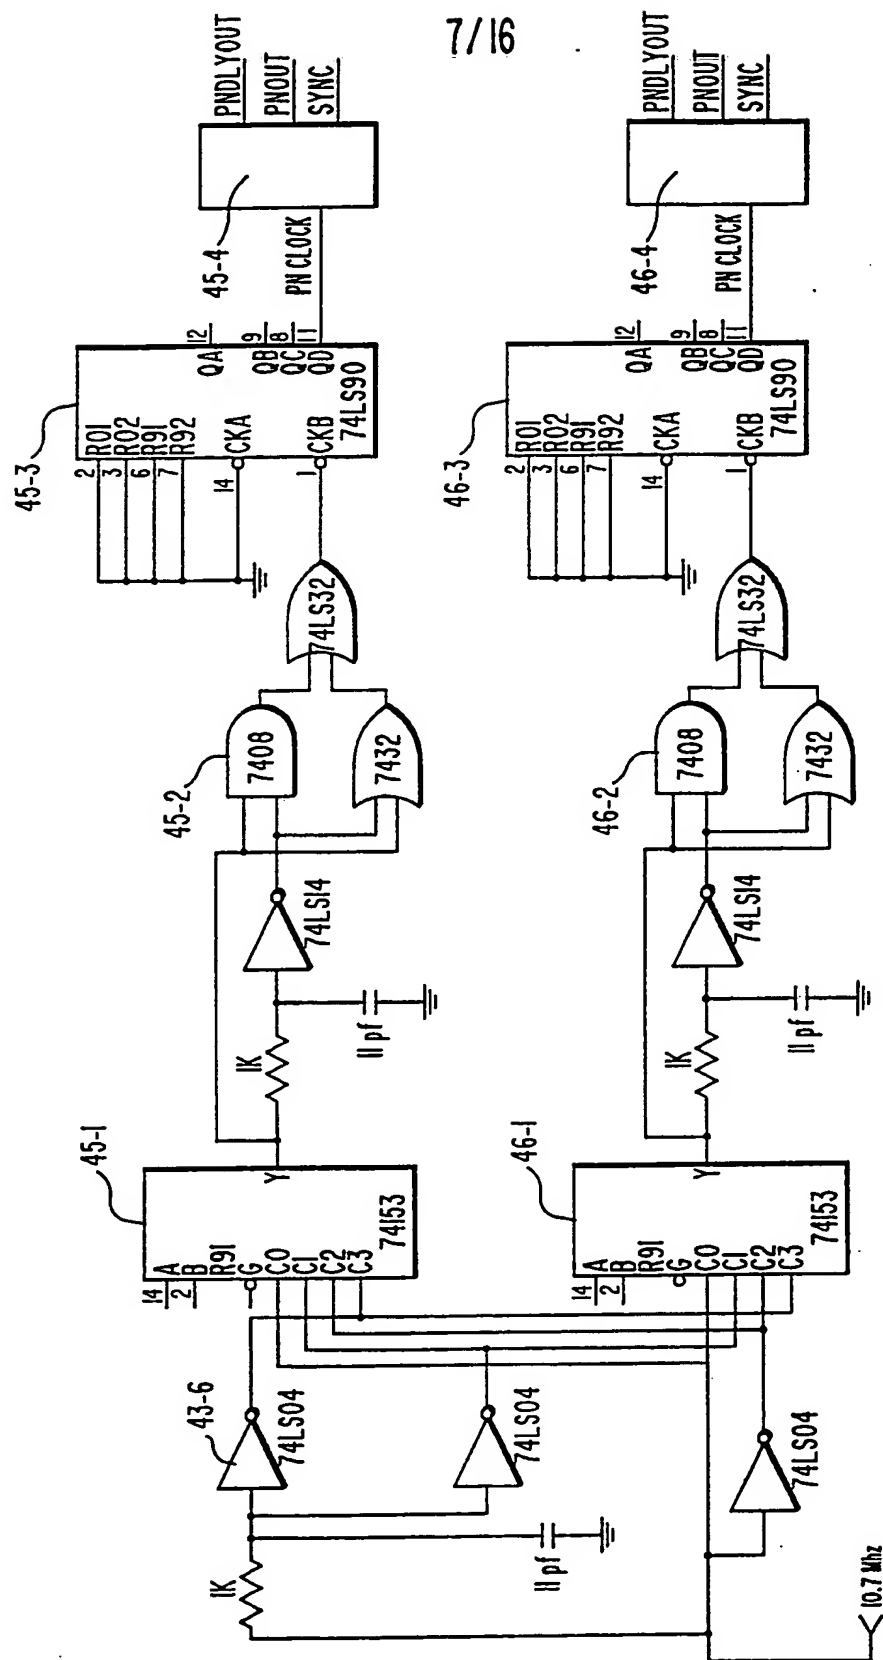 7/16
1K
11 pf
43-6
74LS04
74LS04
74LS04
10.7 Mhz
45-1
14
2
A
B
R91
G
C0
C1
C2
C3
Y
74153
1K
11 pf
74LS14
45-2
7408
7432
74LS32
45-3
2
3
6
7
14
1
R01
R02
R91
R92
CKA
CKB
QA
QB
QC
QD
12
9
8
11
74LS90
PN CLOCK
45-4
PNDLYOUT
PNOUT
SYNC
46-1
14
2
A
B
R91
G
C0
C1
C2
C3
Y
74153
1K
11 pf
74LS14
46-2
7408
7432
74LS32
46-3
2
3
6
7
14
1
R01
R02
R91
R92
CKA
CKB
QA
QB
QC
QD
12
9
8
11
74LS90
PN CLOCK
46-4
PNDLYOUT
PNOUT
SYNC